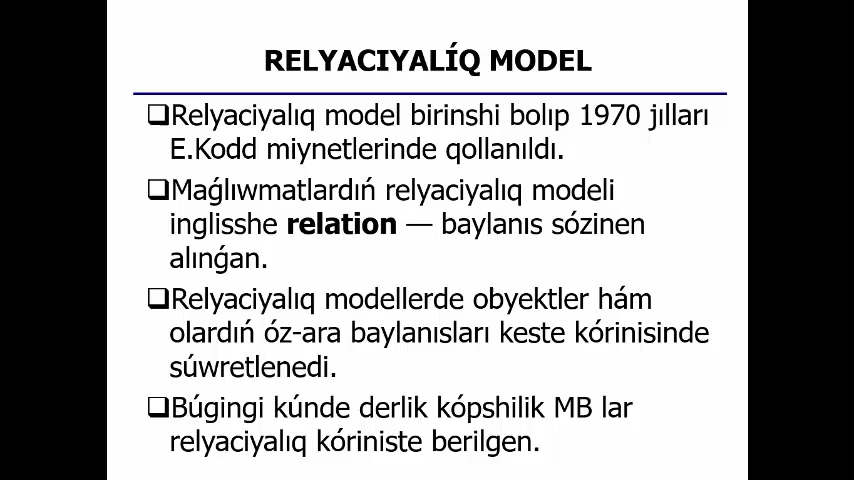 RELYACIYALÍQ MODEL
❑Relyaciyalıq model birinshi bolıp 1970 jılları
E.Kodd miynetlerinde qollanıldı.
❑Maǵlıwmatlardıń relyaciyalıq modeli
inglisshe relation — baylanıs sózinen
alınǵan.
❑Relyaciyalıq modellerde obyektler hám
olardıń óz-ara baylanısları keste kórinisinde
súwretlenedi.
❑Búgingi kúnde derlik kópshilik MB lar
relyaciyalıq kóriniste berilgen.